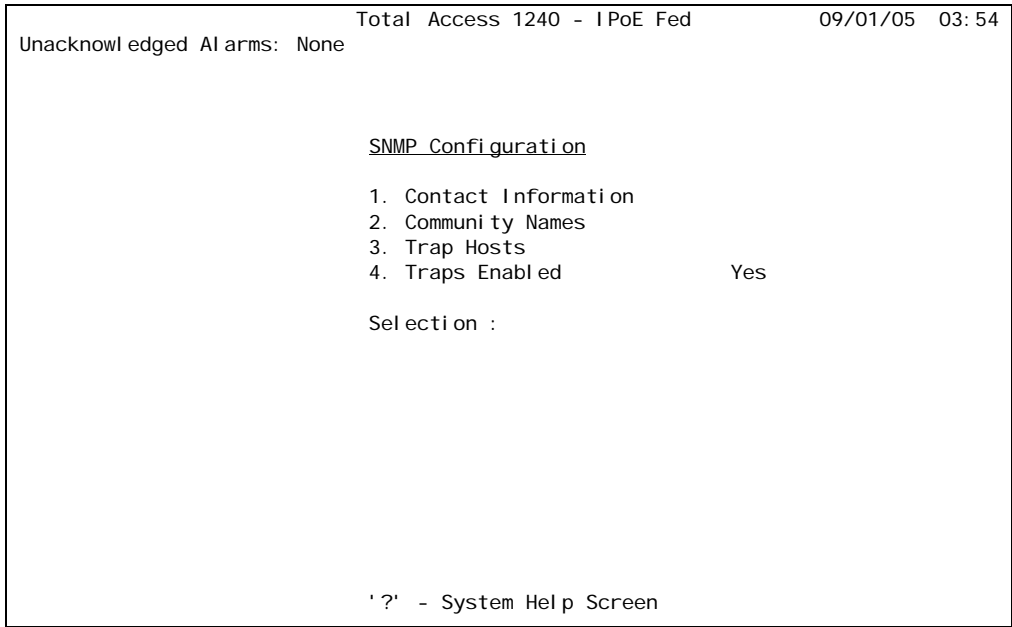 Total Access 1240 - IPoE Fed 09/01/05 03:54
Unacknowledged Alarms: None
SNMP Configuration
1. Contact Information
2. Community Names
3. Trap Hosts
4. Traps Enabled Yes
Selection :
'?' - System Help Screen